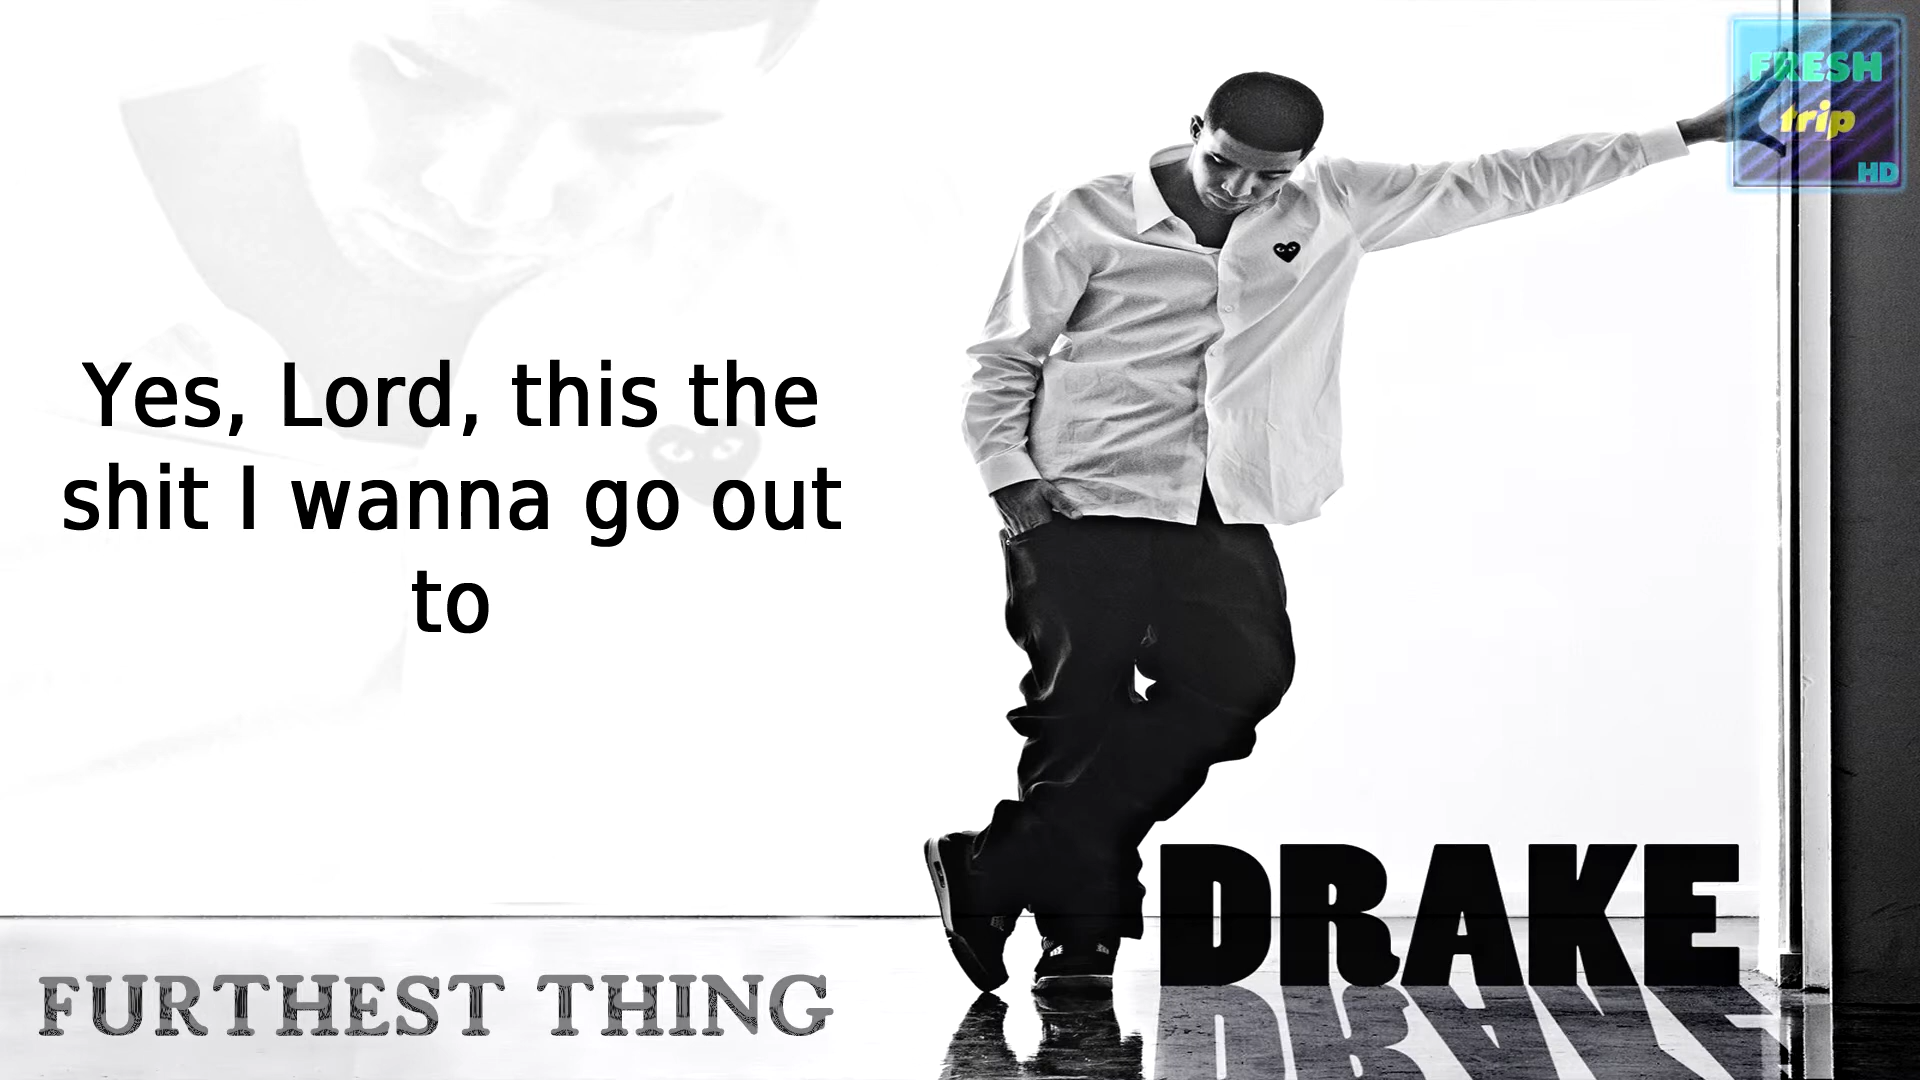 FRESH
trip
HD
Yes, Lord, this the
shit I wanna go out
to
DRAKE
FURTHEST THING